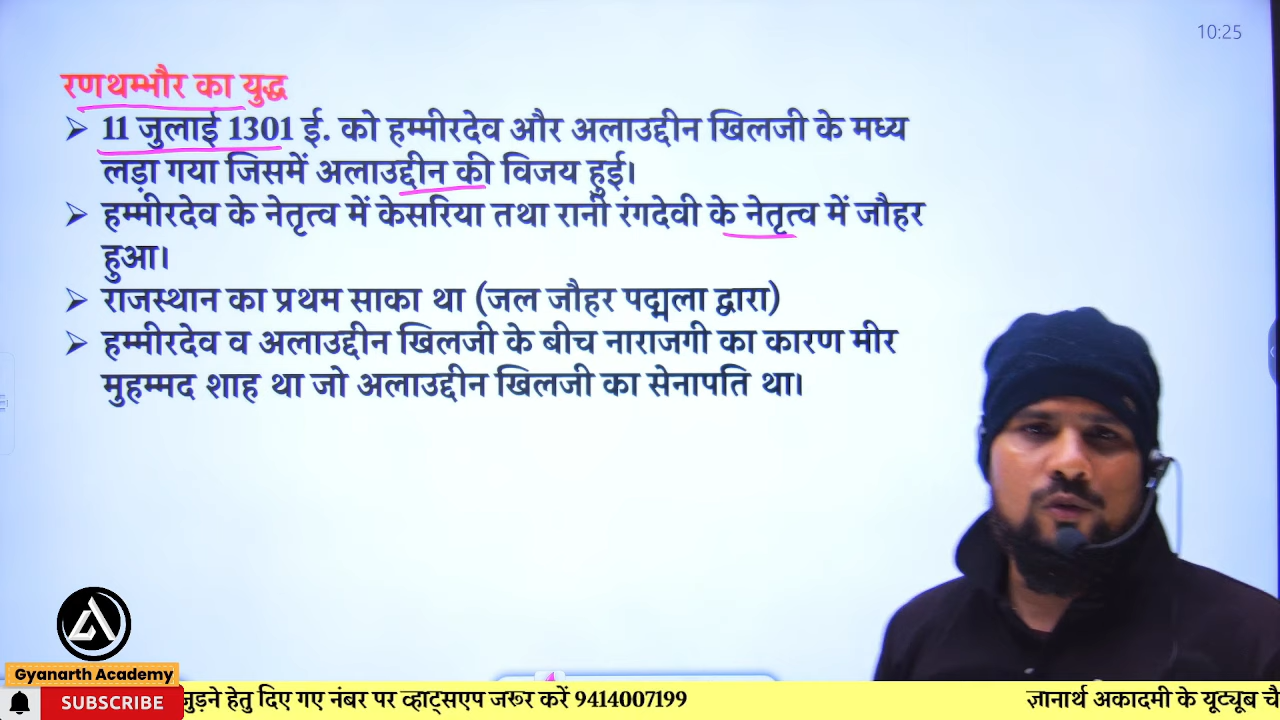 10:25
रणथम्भौर का युद्ध
➢ 11 जुलाई 1301 ई. को हम्मीरदेव और अलाउद्दीन खिलजी के मध्य
लड़ा गया जिसमें अलाउद्दीन की विजय हुई।
➢ हम्मीरदेव के नेतृत्व में केसरिया तथा रानी रंगदेवी के नेतृत्व में जौहर
हुआ।
➢ राजस्थान का प्रथम साका था (जल जौहर पद्मला द्वारा)
➢ हम्मीरदेव व अलाउद्दीन खिलजी के बीच नाराजगी का कारण मीर
मुहम्मद शाह था जो अलाउद्दीन खिलजी का सेनापति था।
Gyanarth Academy
SUBSCRIBE
जुड़ने हेतु दिए गए नंबर पर व्हाट्सएप जरूर करें 9414007199
ज्ञानार्थ अकादमी के यूट्यूब चै